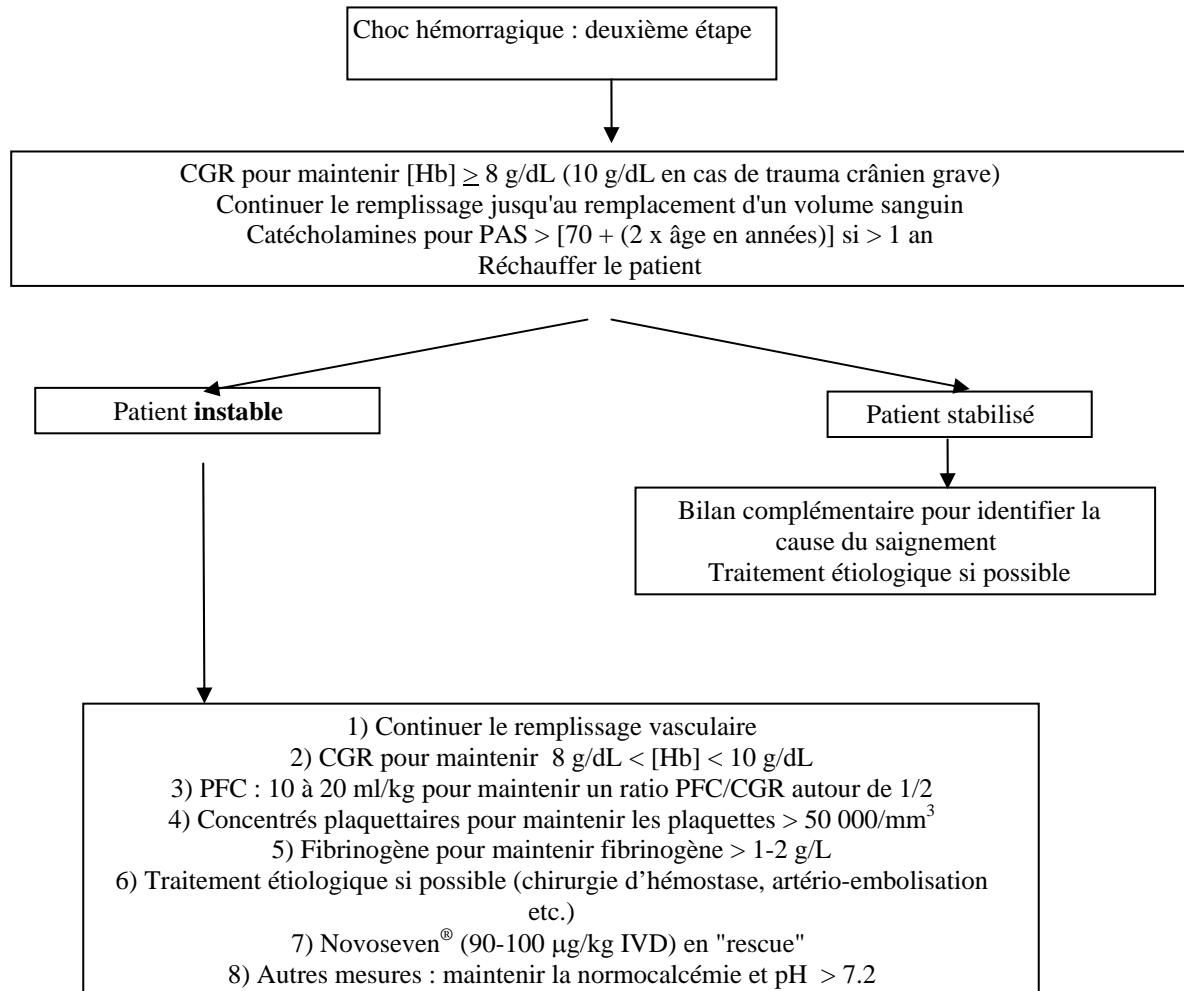 Choc hémorragique : deuxième étape
CGR pour maintenir [Hb] ≥ 8 g/dL (10 g/dL en cas de trauma crânien grave)
Continuer le remplissage jusqu'au remplacement d'un volume sanguin
Catécholamines pour PAS > [70 + (2 x âge en années)] si > 1 an
Réchauffer le patient
Patient instable
Patient stabilisé
Bilan complémentaire pour identifier la
cause du saignement
Traitement étiologique si possible
1) Continuer le remplissage vasculaire
2) CGR pour maintenir 8 g/dL < [Hb] < 10 g/dL
3) PFC : 10 à 20 ml/kg pour maintenir un ratio PFC/CGR autour de 1/2
4) Concentrés plaquettaires pour maintenir les plaquettes > 50 000/mm³
5) Fibrinogène pour maintenir fibrinogène > 1-2 g/L
6) Traitement étiologique si possible (chirurgie d’hémostase, artério-embolisation
etc.)
7) Novoseven® (90-100 µg/kg IVD) en "rescue"
8) Autres mesures : maintenir la normocalcémie et pH > 7.2